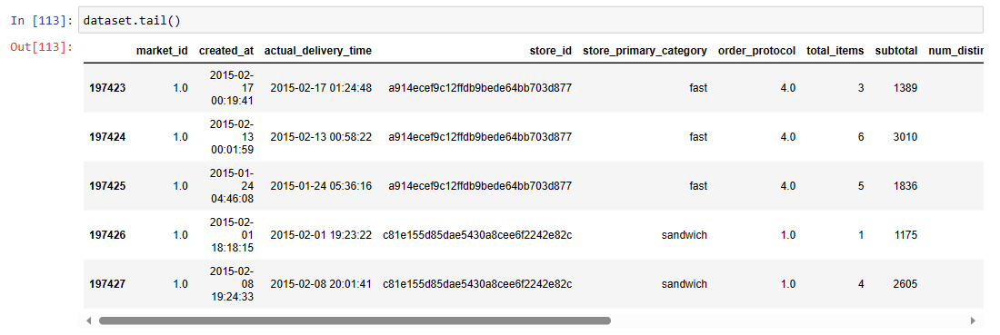 In [113]: dataset.tail()
Out[113]:
market_id created_at actual_delivery_time store_id store_primary_category order_protocol total_items subtotal num_distin
197423 1.0 2015-02-17 00:19:41 2015-02-17 01:24:48 a914ecef9c12ffdb9bede64bb703d877 fast 4.0 3 1389
197424 1.0 2015-02-13 00:01:59 2015-02-13 00:58:22 a914ecef9c12ffdb9bede64bb703d877 fast 4.0 6 3010
197425 1.0 2015-01-24 04:46:08 2015-01-24 05:36:16 a914ecef9c12ffdb9bede64bb703d877 fast 4.0 5 1836
197426 1.0 2015-02-01 18:18:15 2015-02-01 19:23:22 c81e155d85dae5430a8cee6f2242e82c sandwich 1.0 1 1175
197427 1.0 2015-02-08 19:24:33 2015-02-08 20:01:41 c81e155d85dae5430a8cee6f2242e82c sandwich 1.0 4 2605